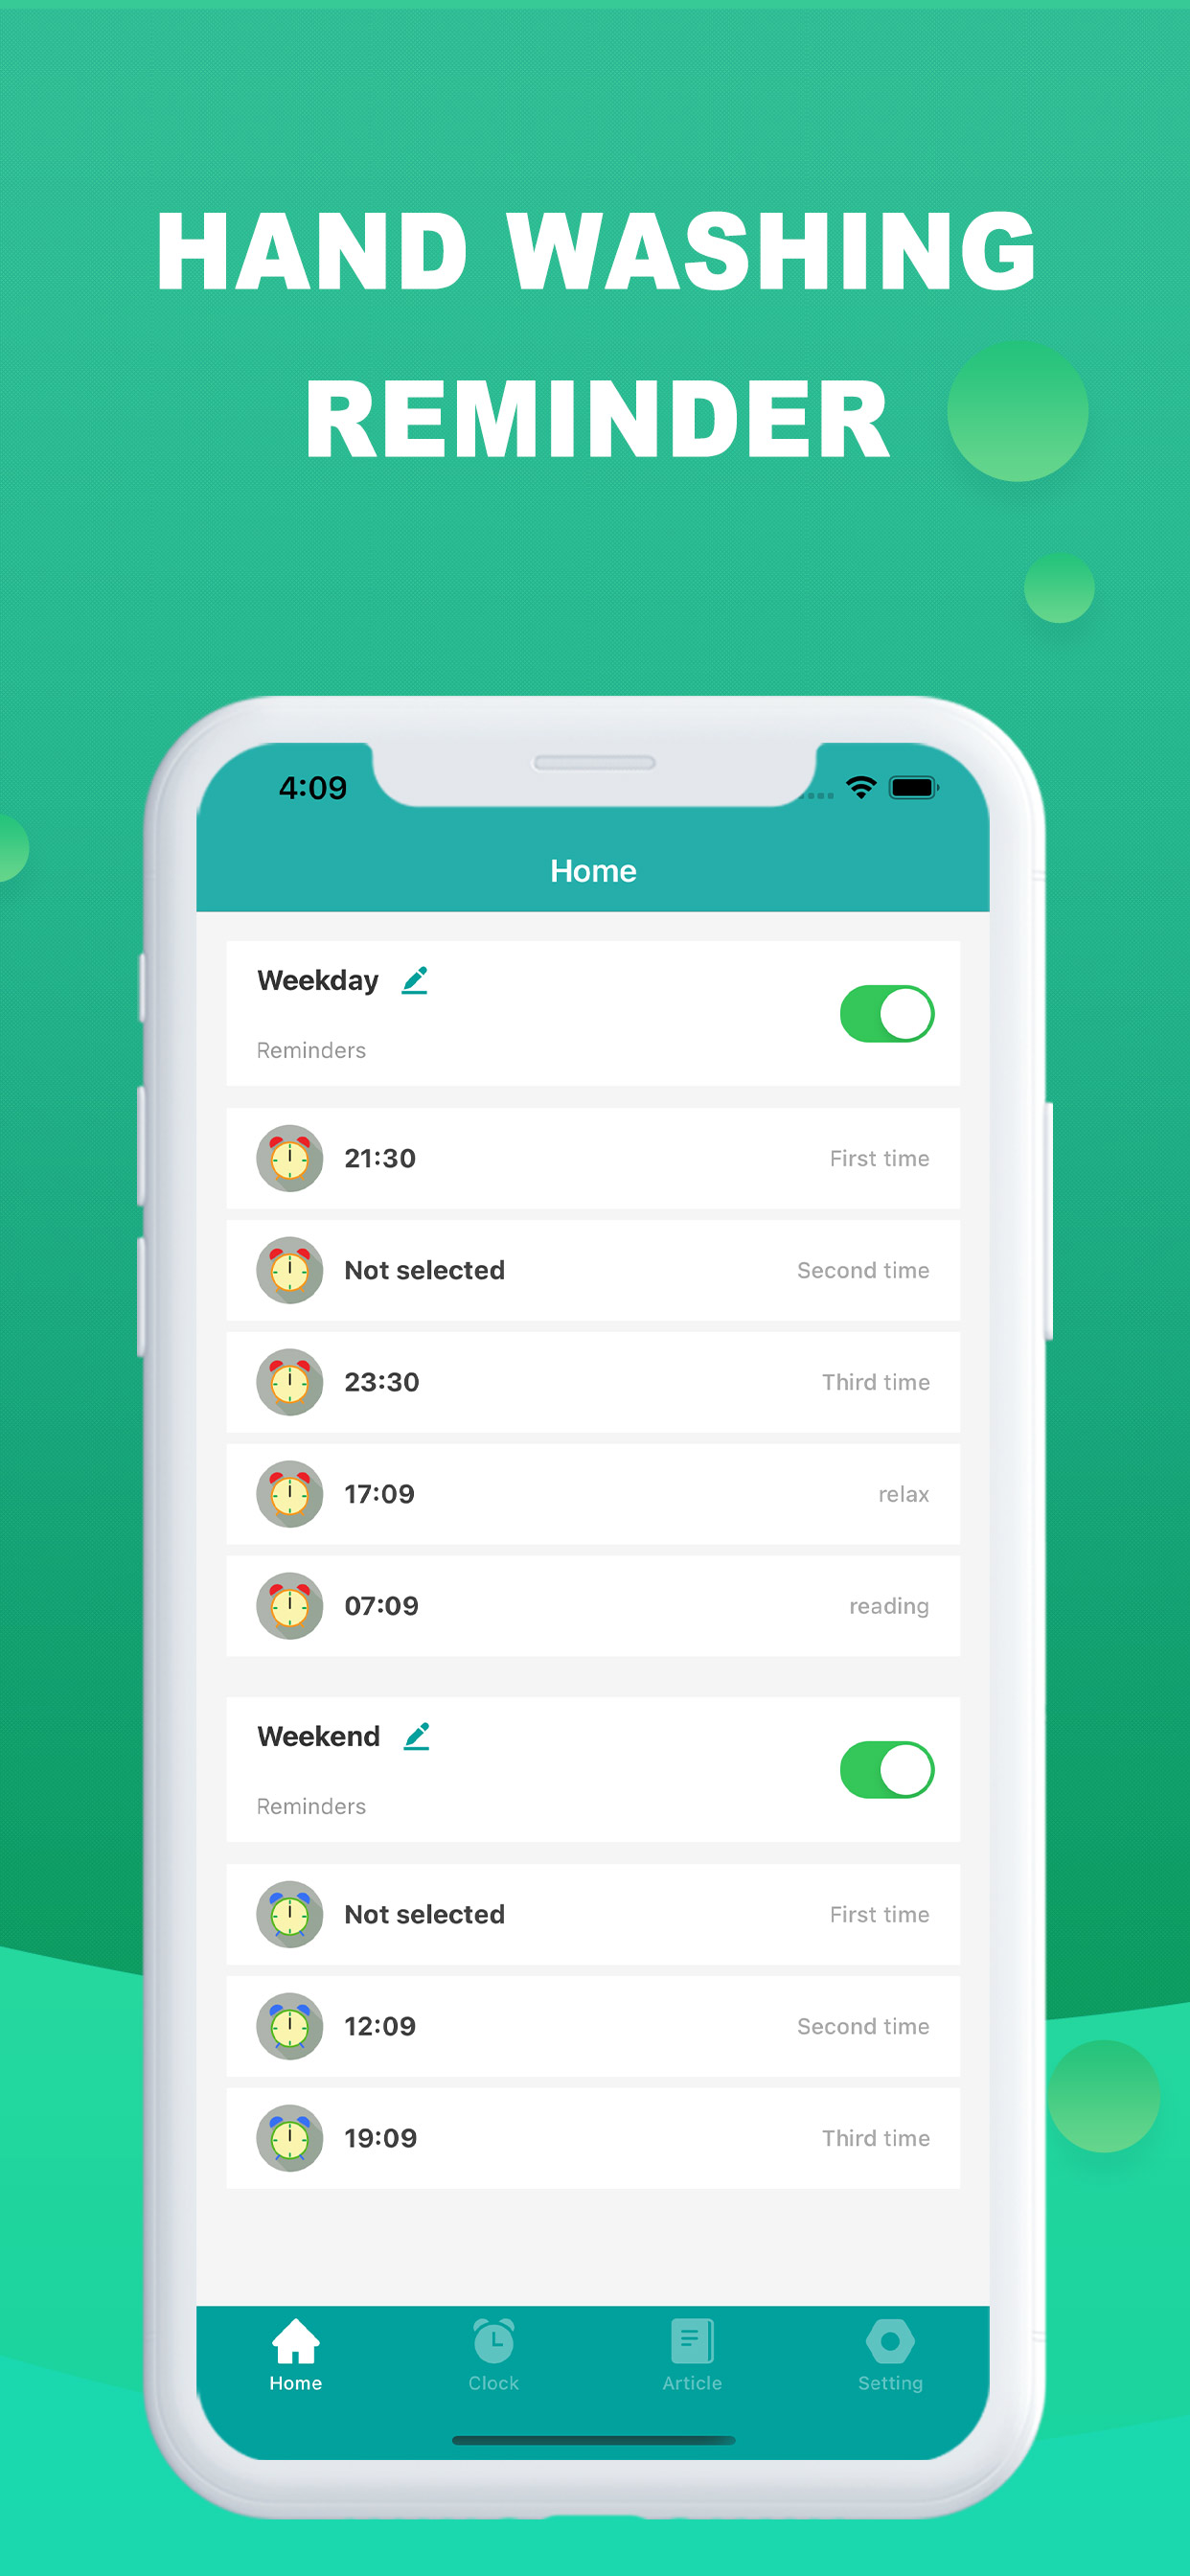 HAND WASHING
REMINDER
4:09
Home
Weekday
Reminders
21:30 First time
Not selected Second time
23:30 Third time
17:09 relax
07:09 reading
Weekend
Reminders
Not selected First time
12:09 Second time
19:09 Third time
Home Clock Article Setting